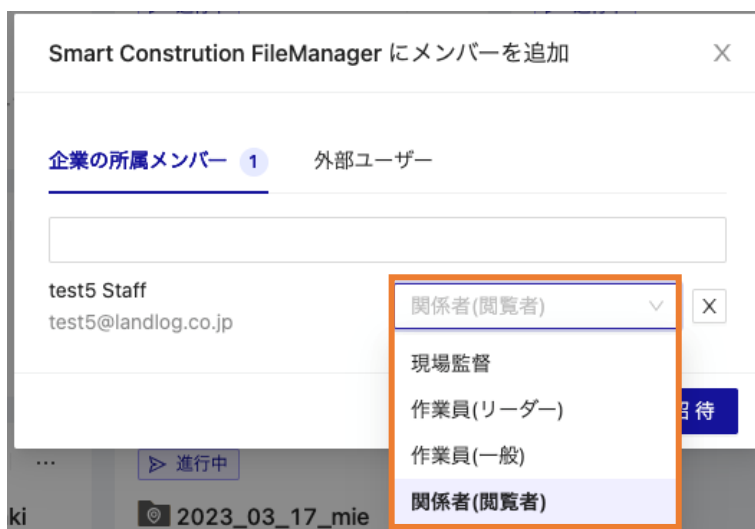 進行中
Smart Constrution FileManager にメンバーを追加
企業の所属メンバー 1 外部ユーザー
test5 Staff
test5@landlog.co.jp
関係者(閲覧者)
X
現場監督
作業員(リーダー)
作業員(一般)
関係者(閲覧者)
待
... 進行中
ki 2023_03_17_mie